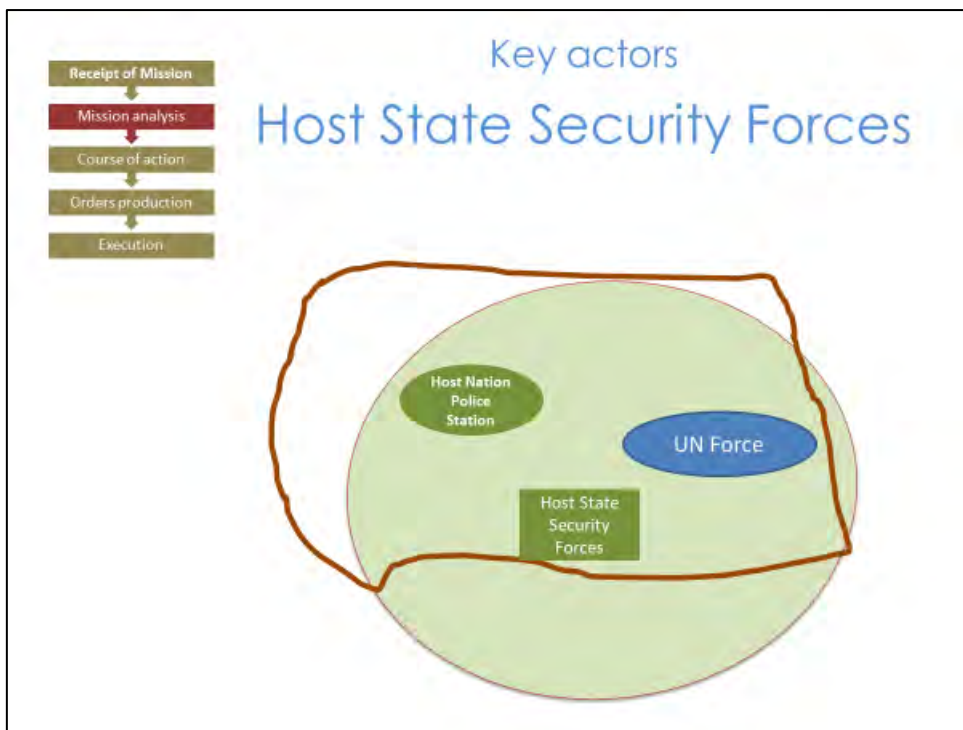 Key actors
Host State Security Forces
Receipt of Mission
Mission analysis
Course of action
Orders production
Execution
Host Nation
Police
Station
UN Force
Host State
Security
Forces